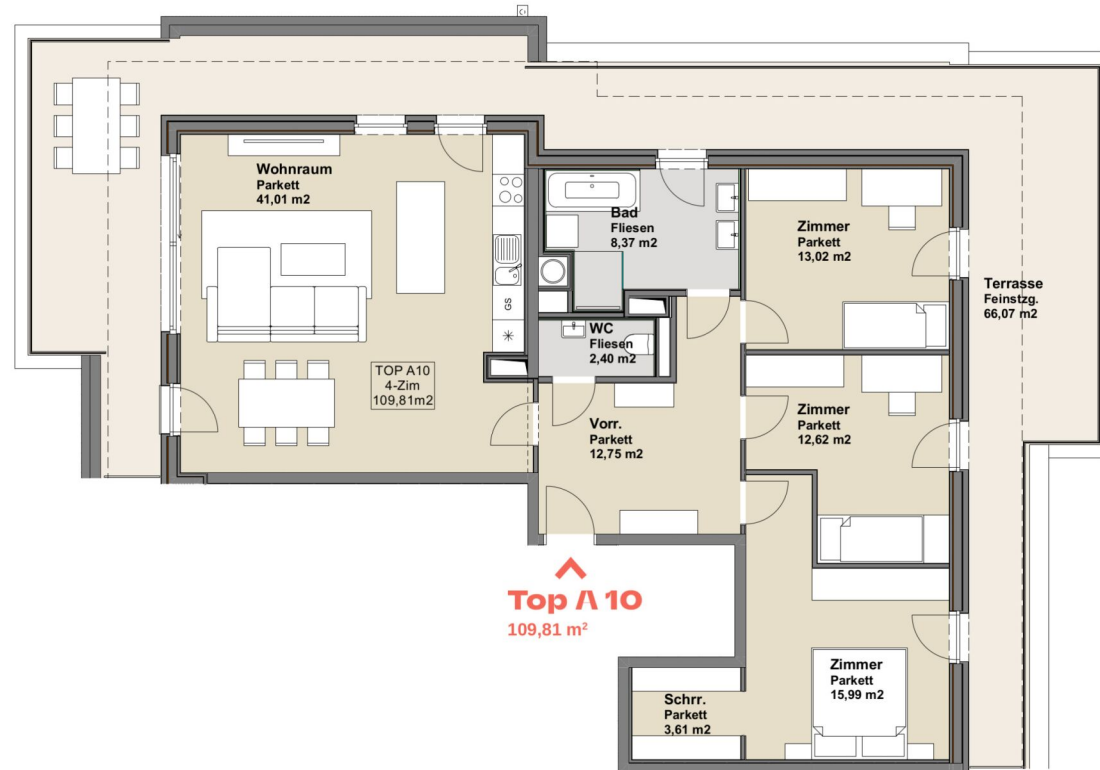 Wohnraum
Parkett
41,01 m2
Bad
Fliesen
8,37 m2
Zimmer
Parkett
13,02 m2
Terrasse
Feinstzg.
66,07 m2
GS
WC
Fliesen
2,40 m2
TOP A10
4-Zim
109,81m2
Vorr.
Parkett
12,75 m2
Zimmer
Parkett
12,62 m2
Top A 10
109,81 m²
Zimmer
Parkett
15,99 m2
Schrr.
Parkett
3,61 m2